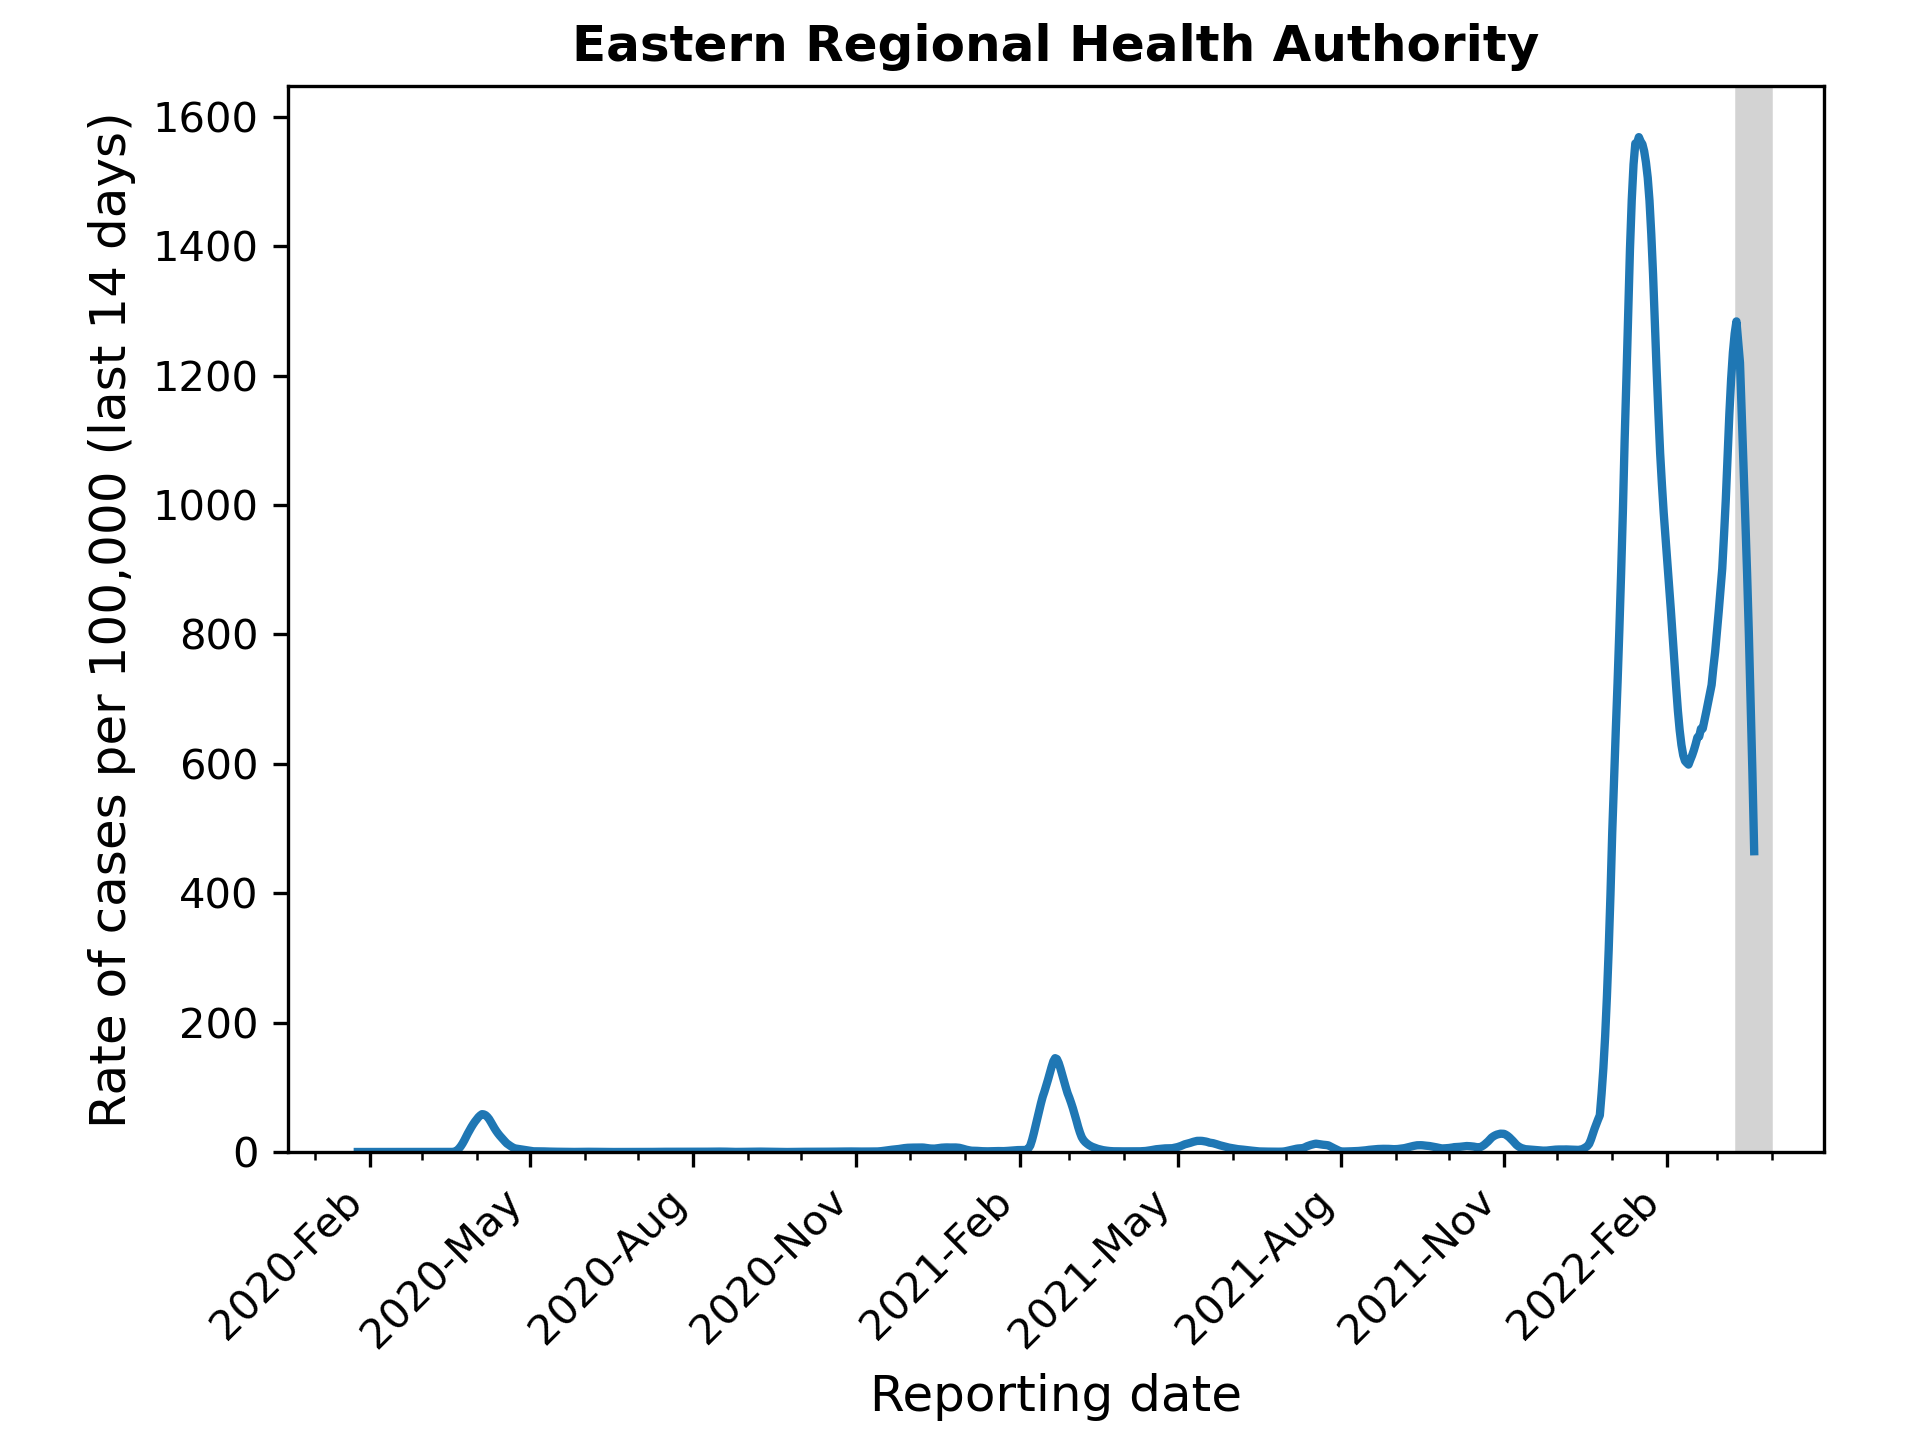 Eastern Regional Health Authority
Rate of cases per 100,000 (last 14 days)
1600
1400
1200
1000
800
600
400
200
0
2020-Feb
2020-May
2020-Aug
2020-Nov
2021-Feb
2021-May
2021-Aug
2021-Nov
2022-Feb
Reporting date